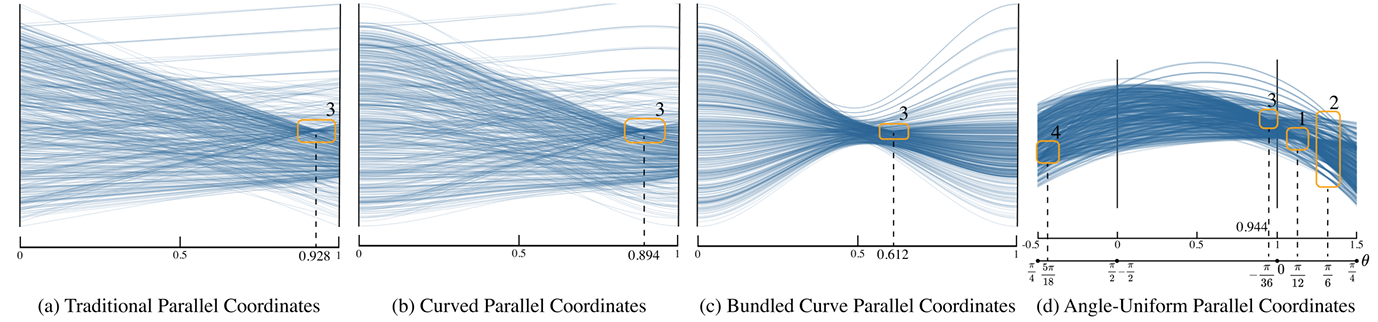 3
3
3
4
3
1
2
0
0.5
0.928
1
0
0.5
0.894
1
0
0.5
0.612
1
0.944
-0.5
0
0.5
1
1.5
π/4
5π/18
π/2
-π/2
-π/36
0
π/12
π/6
π/4
θ
(a) Traditional Parallel Coordinates
(b) Curved Parallel Coordinates
(c) Bundled Curve Parallel Coordinates
(d) Angle-Uniform Parallel Coordinates